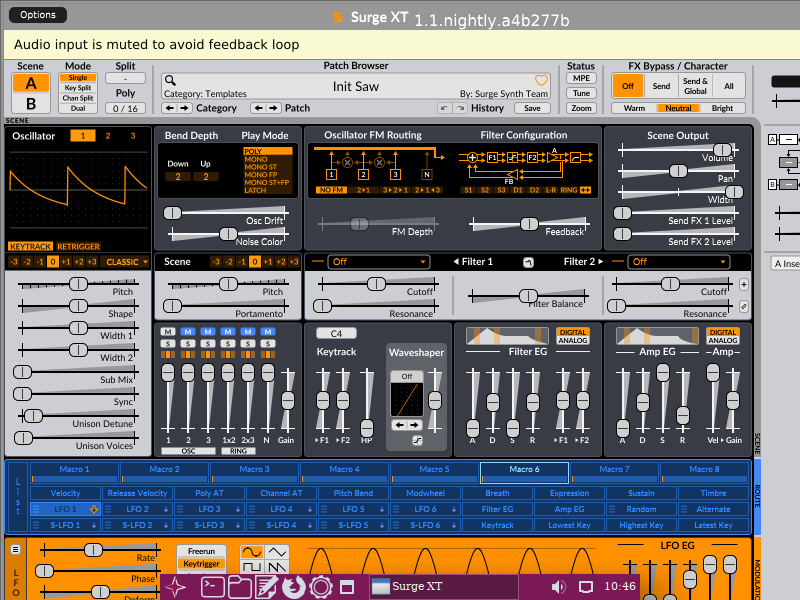 Options
Surge XT 1.1.nightly.a4b277b
Audio input is muted to avoid feedback loop
Scene Mode Split Patch Browser Status FX Bypass / Character
A Single - MPE Off Send Send & Global All
B Key Split Category: Templates Init Saw By: Surge Synth Team Tune
Chan Split Poly
Dual 0 / 16 Category Patch History Save Zoom Warm Neutral Bright
SCENE
Oscillator 1 2 3 Bend Depth Play Mode Oscillator FM Routing Filter Configuration Scene Output
Down Up POLY
2 2 MONO
MONO ST
MONO FP
MONO ST+FP
LATCH
1 2 3 N
NO FM 2▸1 3▸2▸1 2▸1◂3
F1 F2 A FB
S1 S2 S3 D1 D2 L-R RING
Volume
Pan
Width
Send FX 1 Level
Send FX 2 Level
Osc Drift
Noise Color
FM Depth Feedback
KEYTRACK RETRIGGER
-3 -2 -1 0 +1 +2 +3 CLASSIC Scene -3 -2 -1 0 +1 +2 +3 Off Filter 1 Filter 2 Off A Inse
Pitch Pitch Cutoff Filter Balance Cutoff
Shape Portamento Resonance Resonance
Width 1
Width 2
Sub Mix
Sync
Unison Detune
Unison Voices
M M M M M M
S S S S S S
1 2 3 1x2 2x3 N Gain
OSC RING
C4
Keytrack
F1 F2 HP
Waveshaper
Off
Filter EG DIGITAL ANALOG
A D S R F1 F2
Amp EG DIGITAL ANALOG Amp
A D S R Vel Gain
SCENE
List
Macro 1 Macro 2 Macro 3 Macro 4 Macro 5 Macro 6 Macro 7 Macro 8
Velocity Release Velocity Poly AT Channel AT Pitch Bend Modwheel Breath Expression Sustain Timbre
LFO 1 LFO 2 LFO 3 LFO 4 LFO 5 LFO 6 Filter EG Amp EG Random Alternate
S-LFO 1 S-LFO 2 S-LFO 3 S-LFO 4 S-LFO 5 S-LFO 6 Keytrack Lowest Key Highest Key Latest Key
ROUTE
LFO
Rate Freerun LFO EG
Phase Keytrigger
Deform
MODULATI
Surge XT 10:46